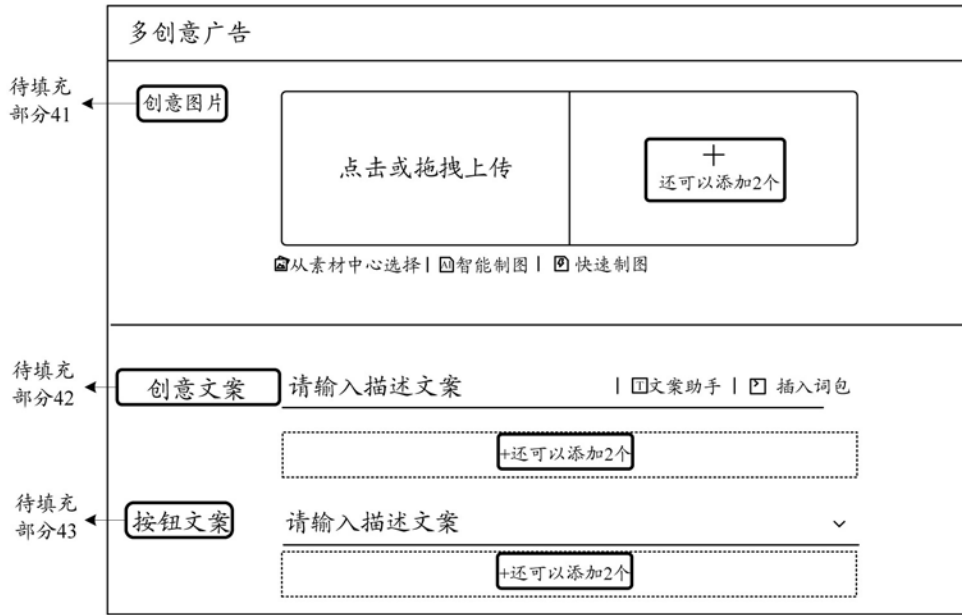 多创意广告
待填充
部分41
创意图片
点击或拖拽上传
+
还可以添加2个
从素材中心选择 | AI智能制图 | 快速制图
待填充
部分42
创意文案
请输入描述文案
| T文案助手 | 插入词包
+还可以添加2个
待填充
部分43
按钮文案
请输入描述文案
+还可以添加2个